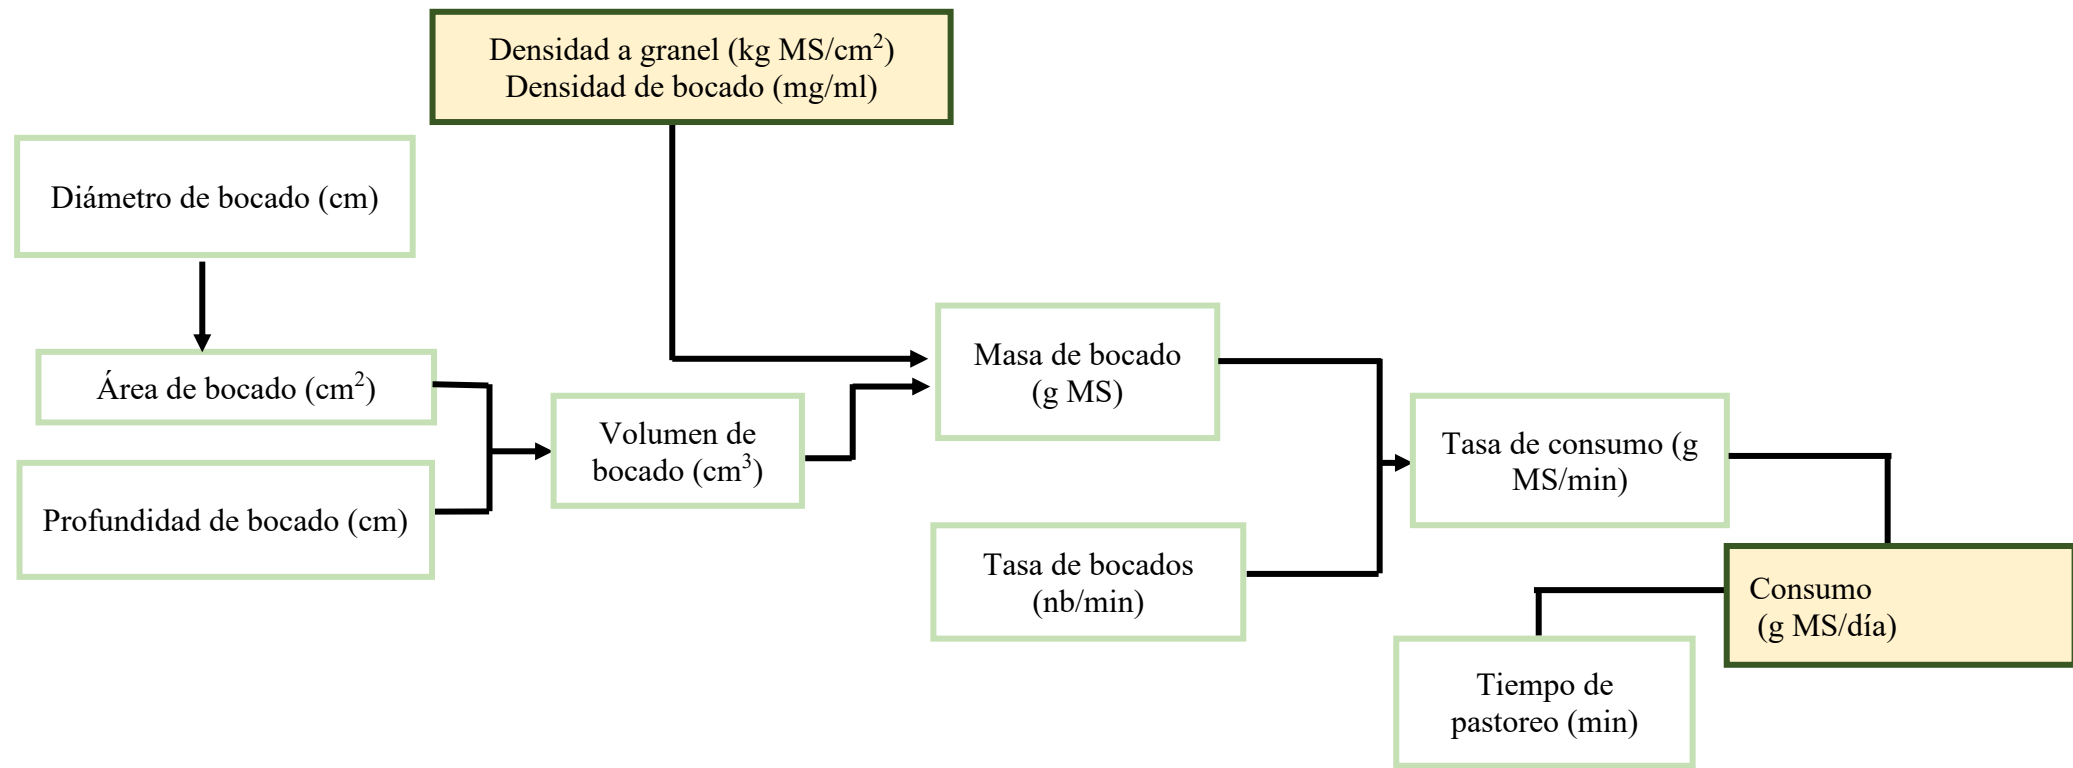 Densidad a granel (kg MS/cm²)
Densidad de bocado (mg/ml)
Diámetro de bocado (cm)
Área de bocado (cm²)
Profundidad de bocado (cm)
Volumen de
bocado (cm³)
Masa de bocado
(g MS)
Tasa de bocados
(nb/min)
Tasa de consumo (g
MS/min)
Consumo
(g MS/día)
Tiempo de
pastoreo (min)